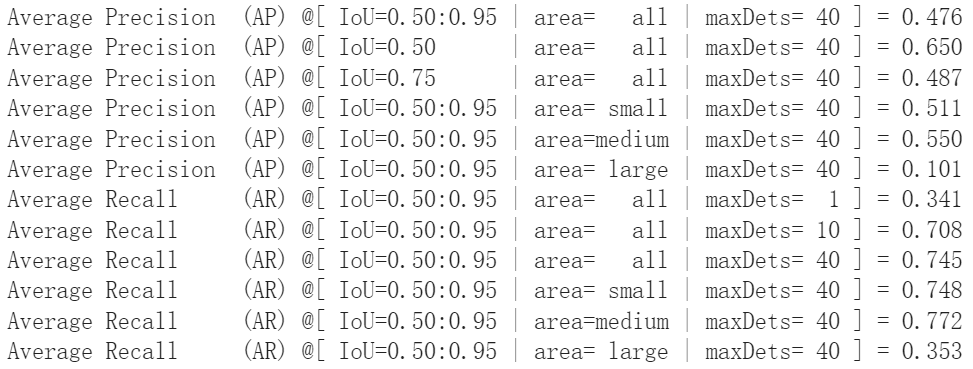 Average Precision  (AP) @[ IoU=0.50:0.95 | area=   all | maxDets= 40 ] = 0.476
Average Precision  (AP) @[ IoU=0.50      | area=   all | maxDets= 40 ] = 0.650
Average Precision  (AP) @[ IoU=0.75      | area=   all | maxDets= 40 ] = 0.487
Average Precision  (AP) @[ IoU=0.50:0.95 | area= small | maxDets= 40 ] = 0.511
Average Precision  (AP) @[ IoU=0.50:0.95 | area=medium | maxDets= 40 ] = 0.550
Average Precision  (AP) @[ IoU=0.50:0.95 | area= large | maxDets= 40 ] = 0.101
Average Recall     (AR) @[ IoU=0.50:0.95 | area=   all | maxDets=  1 ] = 0.341
Average Recall     (AR) @[ IoU=0.50:0.95 | area=   all | maxDets= 10 ] = 0.708
Average Recall     (AR) @[ IoU=0.50:0.95 | area=   all | maxDets= 40 ] = 0.745
Average Recall     (AR) @[ IoU=0.50:0.95 | area= small | maxDets= 40 ] = 0.748
Average Recall     (AR) @[ IoU=0.50:0.95 | area=medium | maxDets= 40 ] = 0.772
Average Recall     (AR) @[ IoU=0.50:0.95 | area= large | maxDets= 40 ] = 0.353